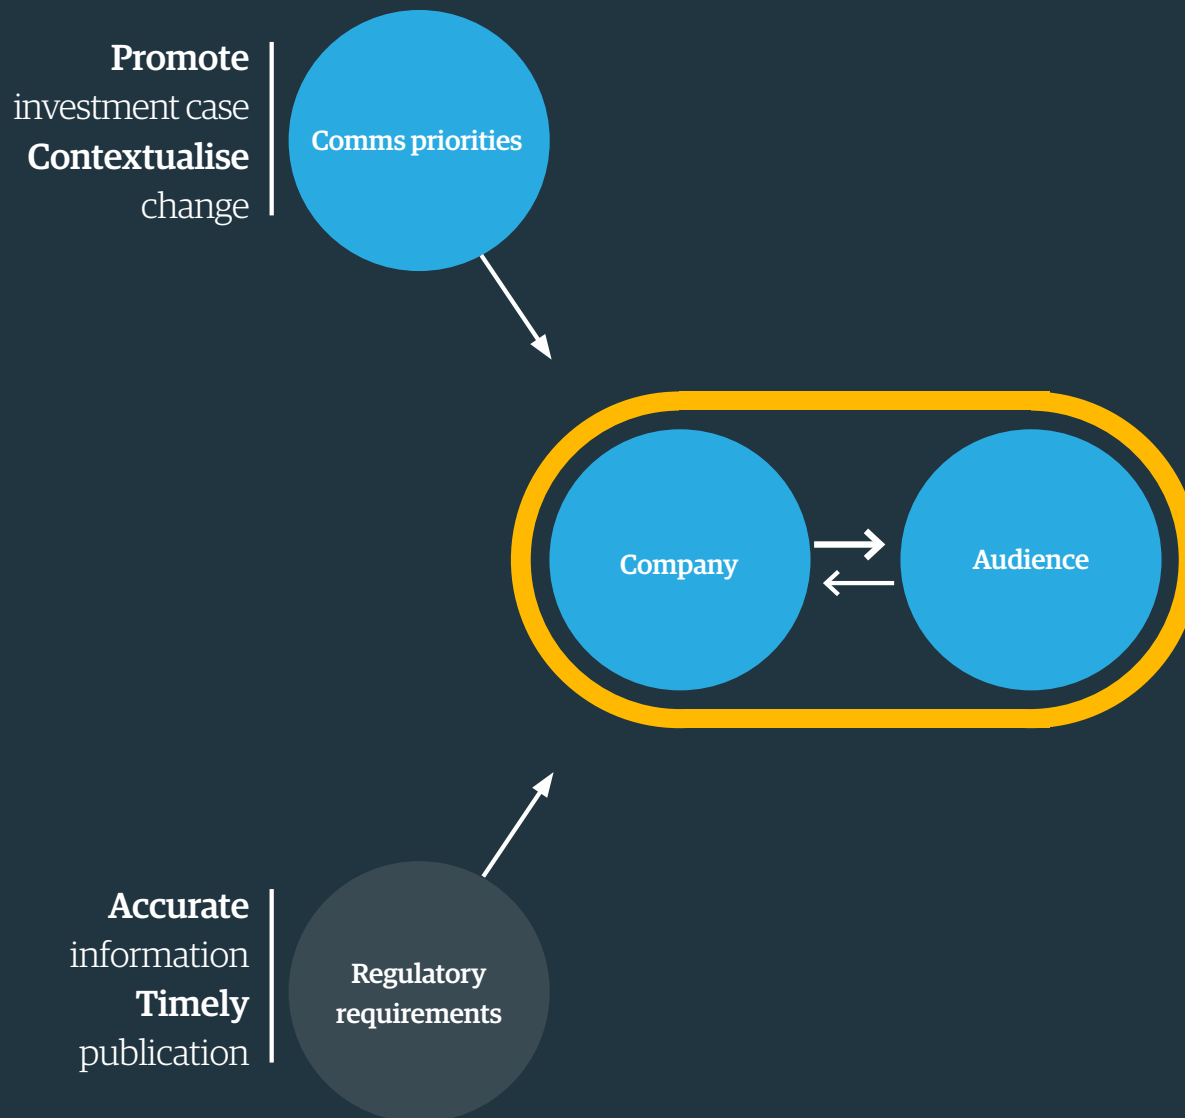 Promote
investment case
Contextualise
change
Comms priorities
Company
Audience
Accurate
information
Timely
publication
Regulatory
requirements